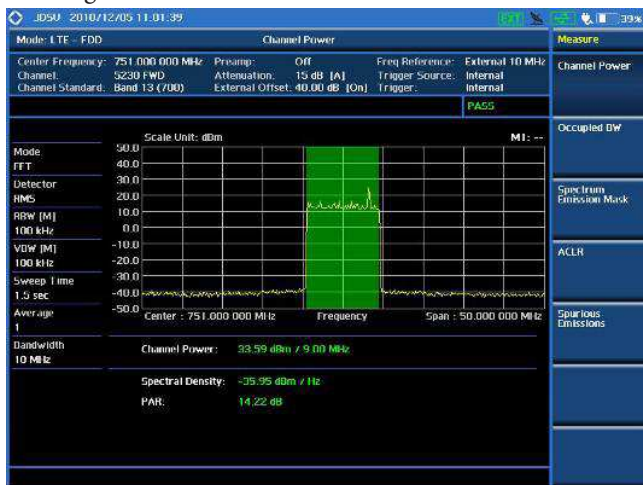 JDSU 2010/12/05 11:01:39 EXT 39%
Mode: LTE - FDD Channel Power Measure
Center Frequency: 751.000 000 MHz Preamp: Off Freq Reference: External 10 MHz
Channel: 5230 FWD Attenuation: 15 dB [A] Trigger Source: Internal
Channel Standard: Band 13 (700) External Offset: 40.00 dB [On] Trigger: Internal
Channel Power
PASS
Occupied BW
Scale Unit: dBm M1: --
Mode
FFT
Detector
RMS
RBW [M]
100 kHz
VBW [M]
100 kHz
Sweep Time
1.5 sec
Average
1
Bandwidth
10 MHz
50.0
40.0
30.0
20.0
10.0
0.0
-10.0
-20.0
-30.0
-40.0
-50.0
Center : 751.000 000 MHz Frequency Span : 50.000 000 MHz
Channel Power: 33.59 dBm / 9.00 MHz
Spectral Density: -35.95 dBm / Hz
PAR: 14.22 dB
Spectrum
Emission Mask
ACLR
Spurious
Emissions